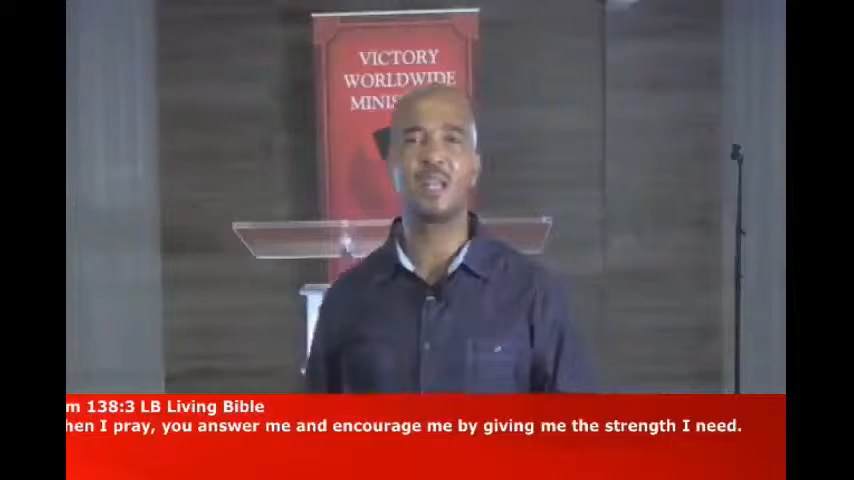 VICTORY
WORLDWIDE
MINIS
m 138:3 LB Living Bible
hen I pray, you answer me and encourage me by giving me the strength I need.